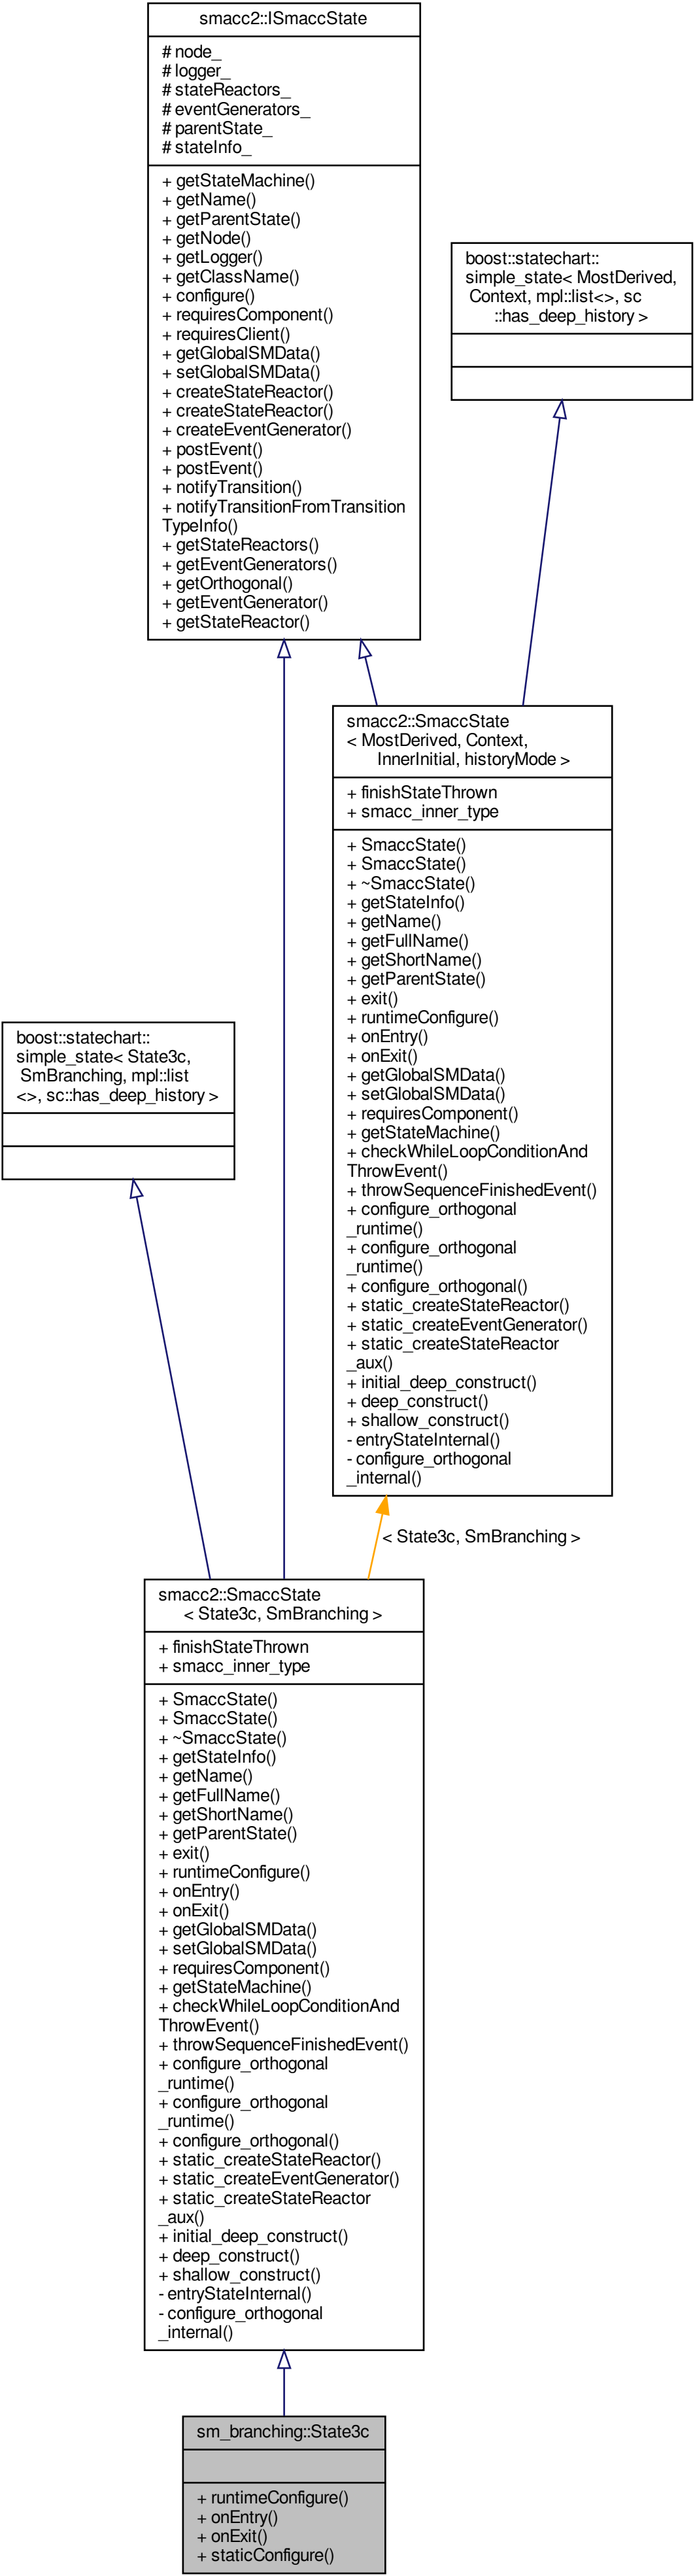 smacc2::ISmaccState
# node_
# logger_
# stateReactors_
# eventGenerators_
# parentState_
# stateInfo_
+ getStateMachine()
+ getName()
+ getParentState()
+ getNode()
+ getLogger()
+ getClassName()
+ configure()
+ requiresComponent()
+ requiresClient()
+ getGlobalSMData()
+ setGlobalSMData()
+ createStateReactor()
+ createStateReactor()
+ createEventGenerator()
+ postEvent()
+ postEvent()
+ notifyTransition()
+ notifyTransitionFromTransition
TypeInfo()
+ getStateReactors()
+ getEventGenerators()
+ getOrthogonal()
+ getEventGenerator()
+ getStateReactor()
boost::statechart::
simple_state< MostDerived,
Context, mpl::list<>, sc
::has_deep_history >
smacc2::SmaccState
< MostDerived, Context,
InnerInitial, historyMode >
+ finishStateThrown
+ smacc_inner_type
+ SmaccState()
+ SmaccState()
+ ~SmaccState()
+ getStateInfo()
+ getName()
+ getFullName()
+ getShortName()
+ getParentState()
+ exit()
+ runtimeConfigure()
+ onEntry()
+ onExit()
+ getGlobalSMData()
+ setGlobalSMData()
+ requiresComponent()
+ getStateMachine()
+ checkWhileLoopConditionAnd
ThrowEvent()
+ throwSequenceFinishedEvent()
+ configure_orthogonal
_runtime()
+ configure_orthogonal
_runtime()
+ configure_orthogonal()
+ static_createStateReactor()
+ static_createEventGenerator()
+ static_createStateReactor
_aux()
+ initial_deep_construct()
+ deep_construct()
+ shallow_construct()
- entryStateInternal()
- configure_orthogonal
_internal()
boost::statechart::
simple_state< State3c,
SmBranching, mpl::list
<>, sc::has_deep_history >
< State3c, SmBranching >
smacc2::SmaccState
< State3c, SmBranching >
+ finishStateThrown
+ smacc_inner_type
+ SmaccState()
+ SmaccState()
+ ~SmaccState()
+ getStateInfo()
+ getName()
+ getFullName()
+ getShortName()
+ getParentState()
+ exit()
+ runtimeConfigure()
+ onEntry()
+ onExit()
+ getGlobalSMData()
+ setGlobalSMData()
+ requiresComponent()
+ getStateMachine()
+ checkWhileLoopConditionAnd
ThrowEvent()
+ throwSequenceFinishedEvent()
+ configure_orthogonal
_runtime()
+ configure_orthogonal
_runtime()
+ configure_orthogonal()
+ static_createStateReactor()
+ static_createEventGenerator()
+ static_createStateReactor
_aux()
+ initial_deep_construct()
+ deep_construct()
+ shallow_construct()
- entryStateInternal()
- configure_orthogonal
_internal()
sm_branching::State3c
+ runtimeConfigure()
+ onEntry()
+ onExit()
+ staticConfigure()